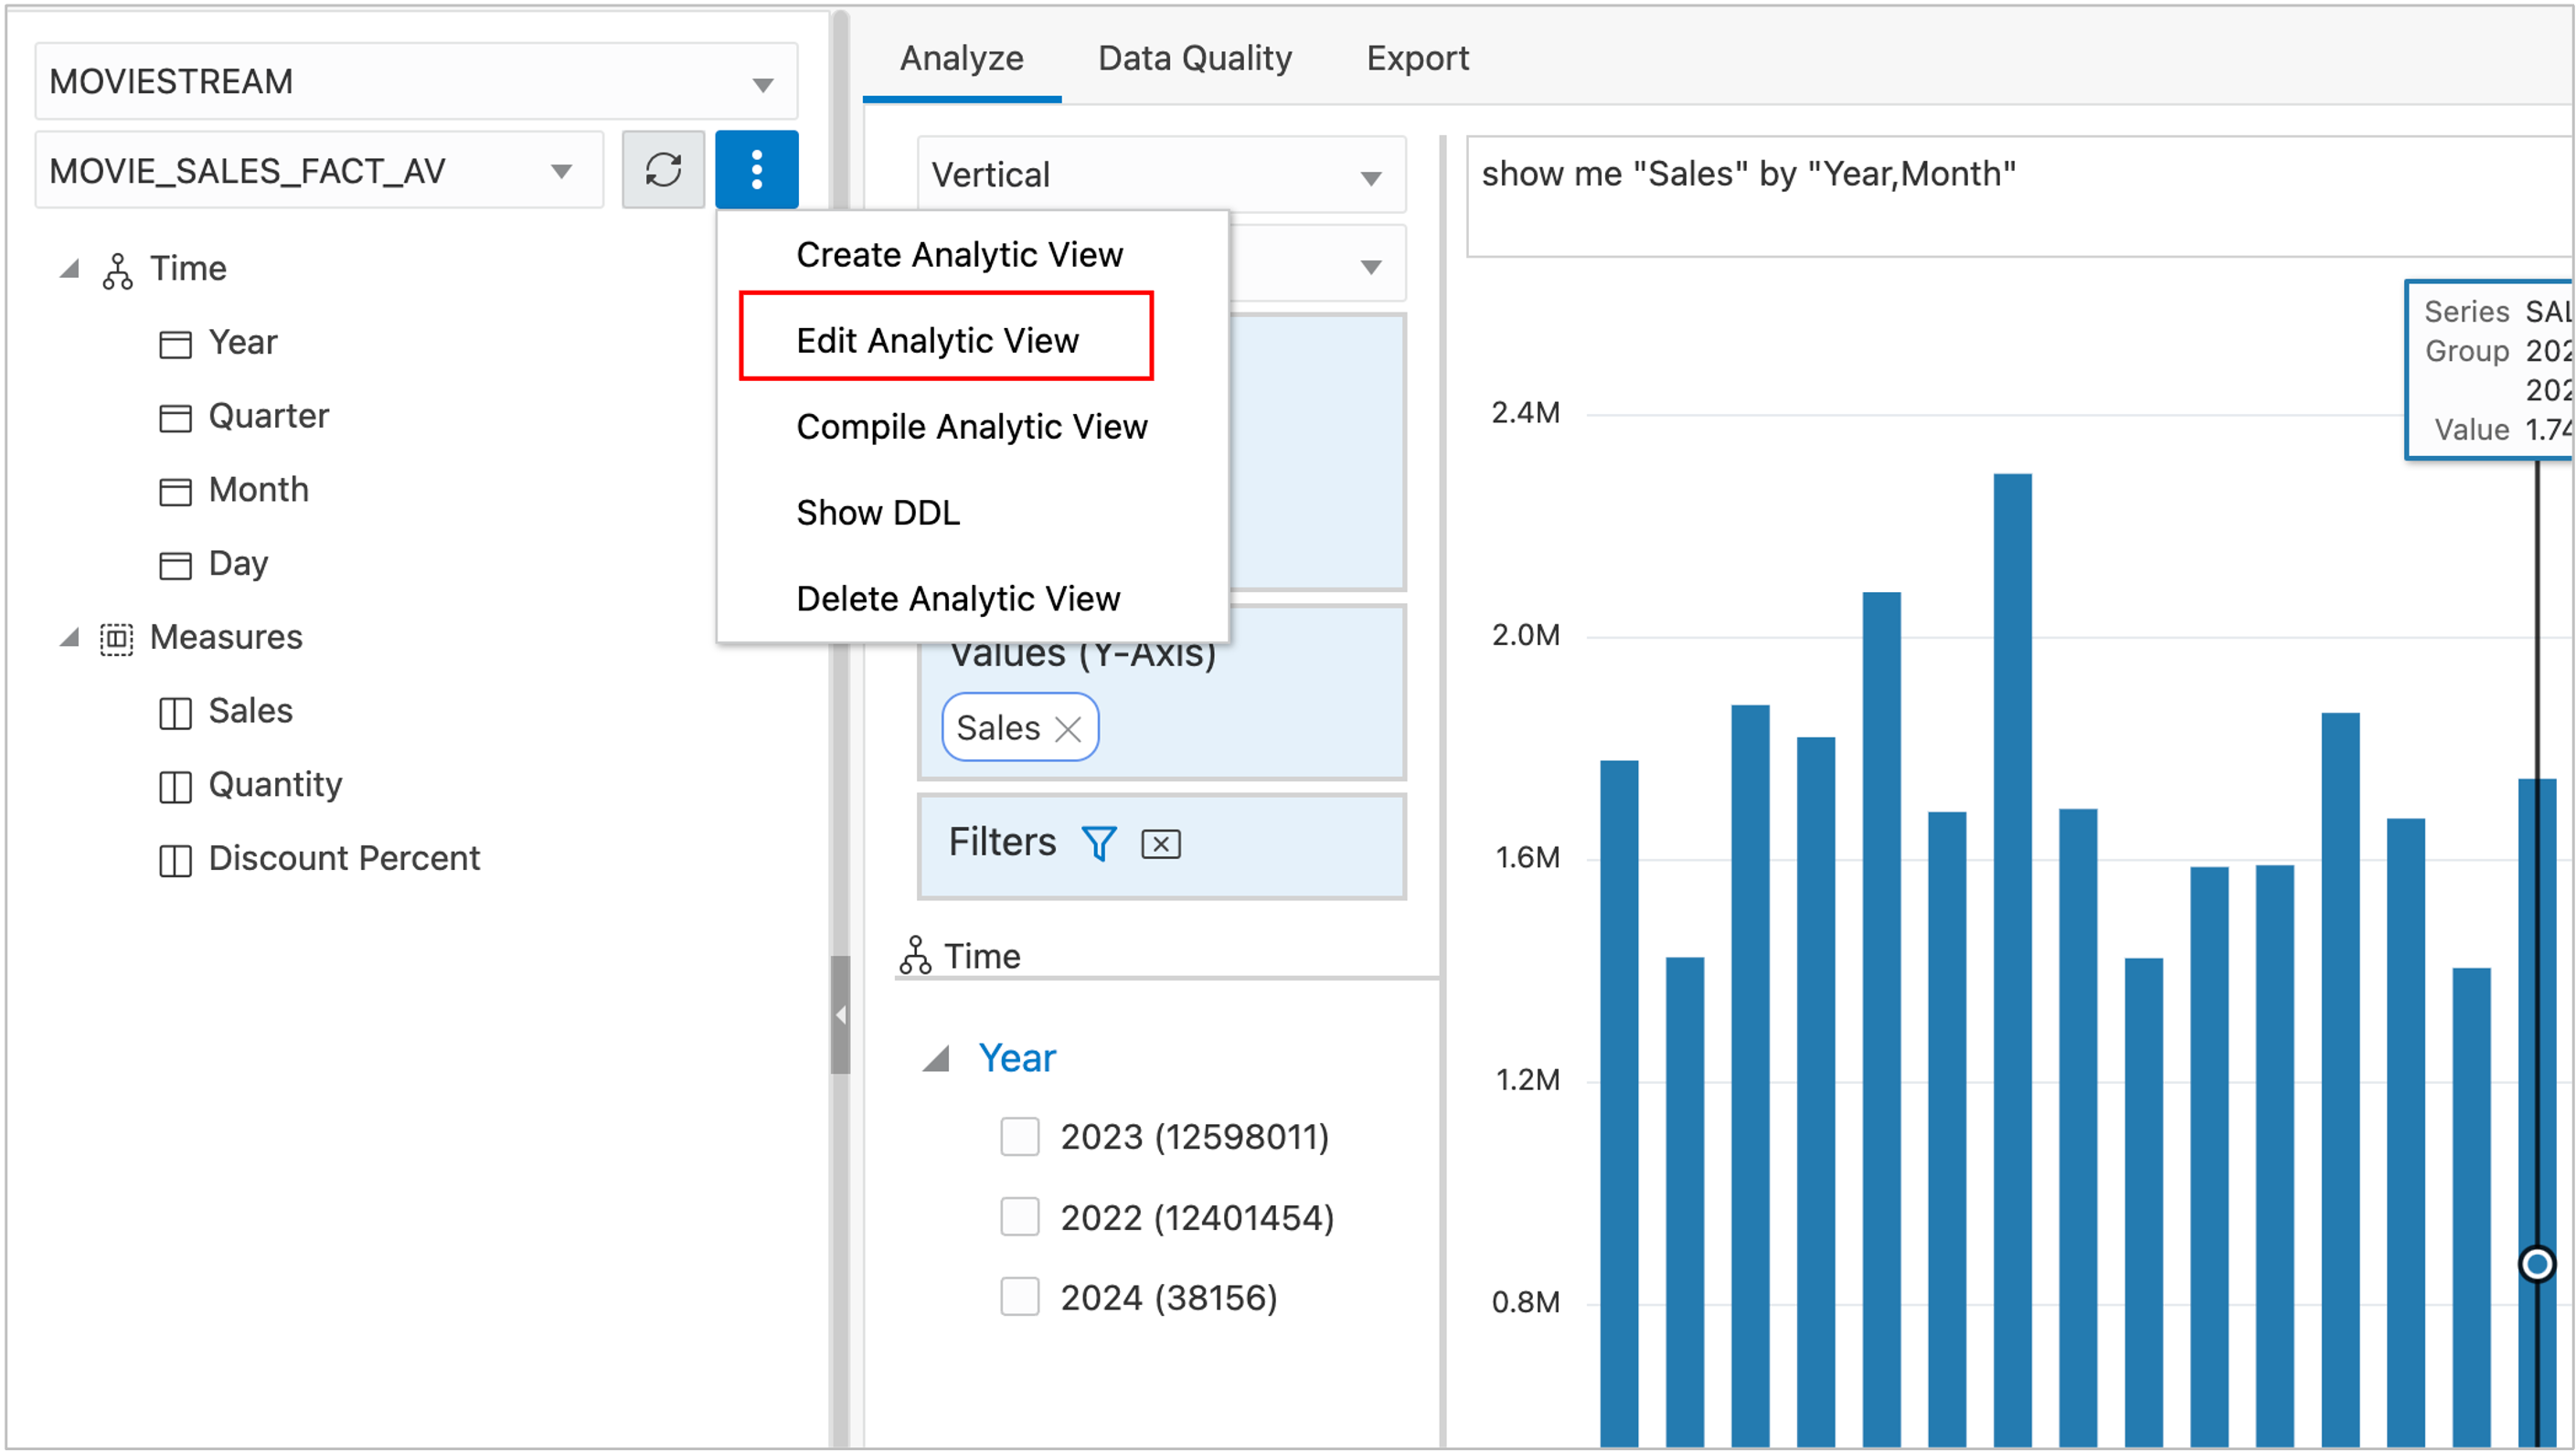 MOVIESTREAM
MOVIE_SALES_FACT_AV
Time
Year
Quarter
Month
Day
Measures
Sales
Quantity
Discount Percent
Create Analytic View
Edit Analytic View
Compile Analytic View
Show DDL
Delete Analytic View
Analyze Data Quality Export
Vertical
Values (Y-Axis)
Sales
Filters
Time
Year
2023 (12598011)
2022 (12401454)
2024 (38156)
show me "Sales" by "Year,Month"
Series
Group
Value 1.74
2.4M
2.0M
1.6M
1.2M
0.8M